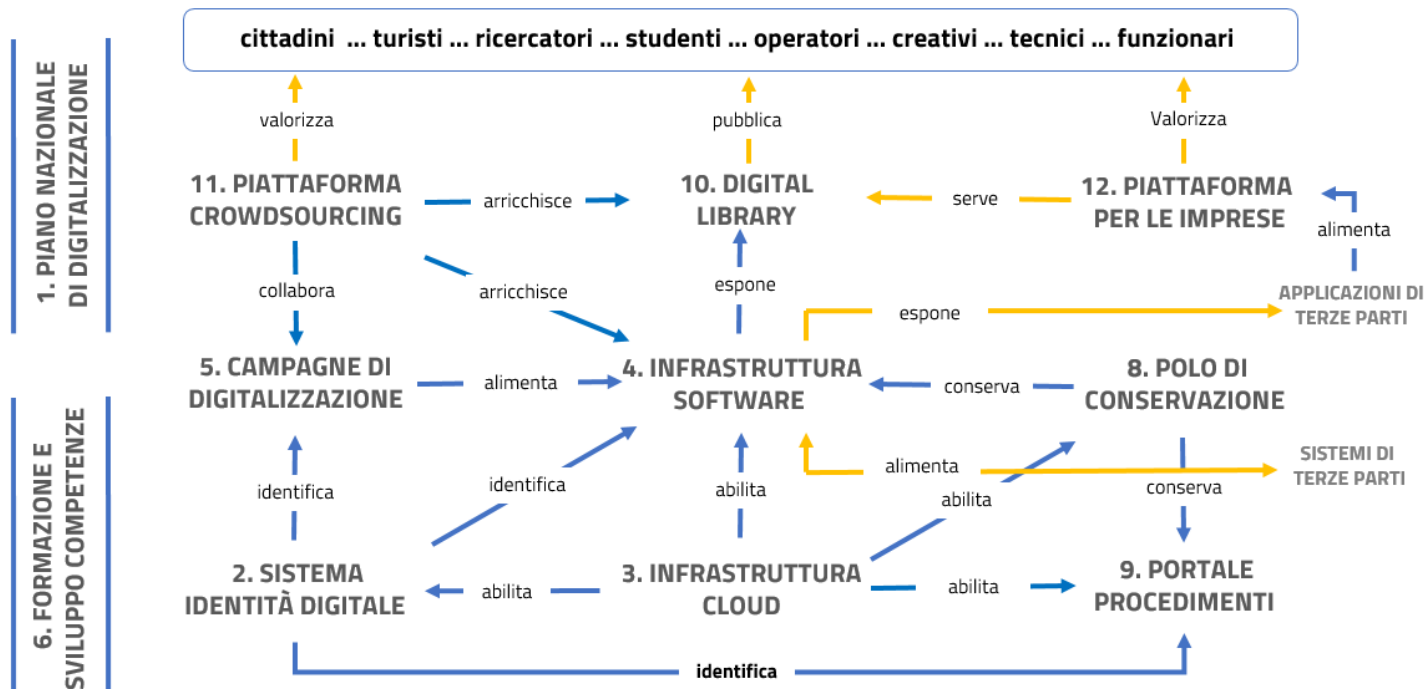 cittadini ... turisti ... ricercatori ... studenti ... operatori ... creativi ... tecnici ... funzionari
1. PIANO NAZIONALE
DI DIGITALIZZAZIONE
valorizza
pubblica
Valorizza
11. PIATTAFORMA
CROWDSOURCING
arricchisce
10. DIGITAL
LIBRARY
serve
12. PIATTAFORMA
PER LE IMPRESE
alimenta
collabora
arricchisce
espone
espone
APPLICAZIONI DI
TERZE PARTI
5. CAMPAGNE DI
DIGITALIZZAZIONE
alimenta
4. INFRASTRUTTURA
SOFTWARE
conserva
8. POLO DI
CONSERVAZIONE
6. FORMAZIONE E
SVILUPPO COMPETENZE
identifica
identifica
abilita
alimenta
abilita
conserva
SISTEMI DI
TERZE PARTI
2. SISTEMA
IDENTITÀ DIGITALE
abilita
3. INFRASTRUTTURA
CLOUD
abilita
9. PORTALE
PROCEDIMENTI
identifica